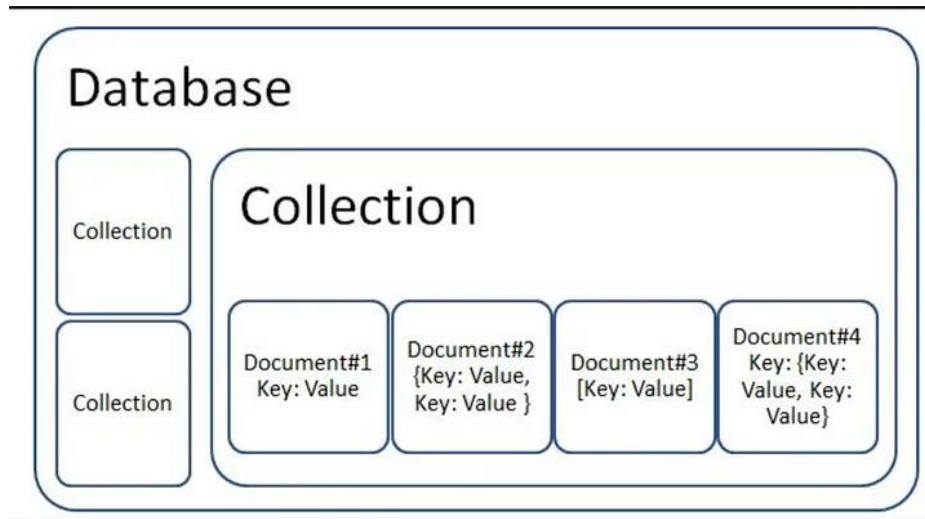 Database
Collection
Collection
Collection
Document#1
Key: Value
Document#2
{Key: Value,
Key: Value }
Document#3
[Key: Value]
Document#4
Key: {Key:
Value, Key:
Value}